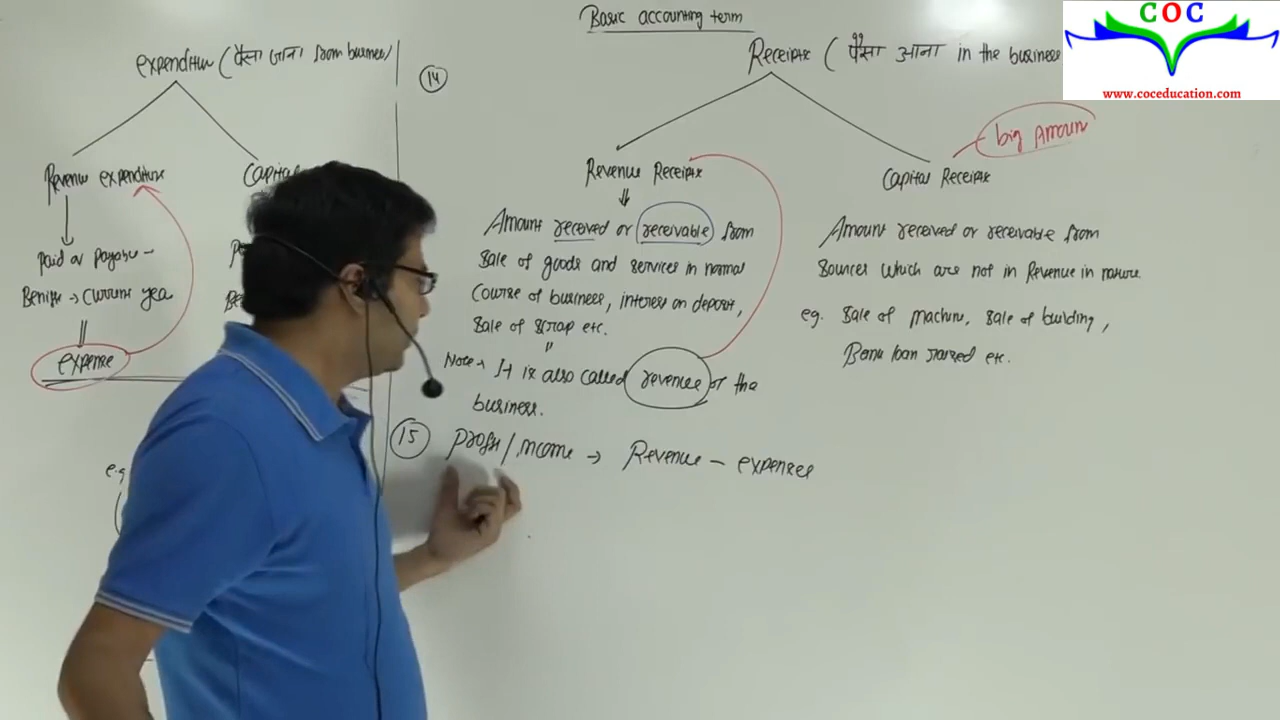 Basic accounting term
COC
www.coceducation.com
expenditure (पैसा जाना from business)
Revenue expenditure
Capital
Paid or payable -
Benifit → Current year
expense
e.g
14
Receipts (पैसा आना in the business
Revenue Receipts
Amount received or receivable from
Sale of goods and services in normal
Course of business, interest on deposit,
Sale of scrap etc.
Note → It is also called revenue of the
business.
big Amount
Capital Receipts
Amount received or receivable from
Sources which are not in Revenue in nature.
eg. Sale of machine, Sale of building,
Bank loan raised etc.
15
Profit/income → Revenue - expenses